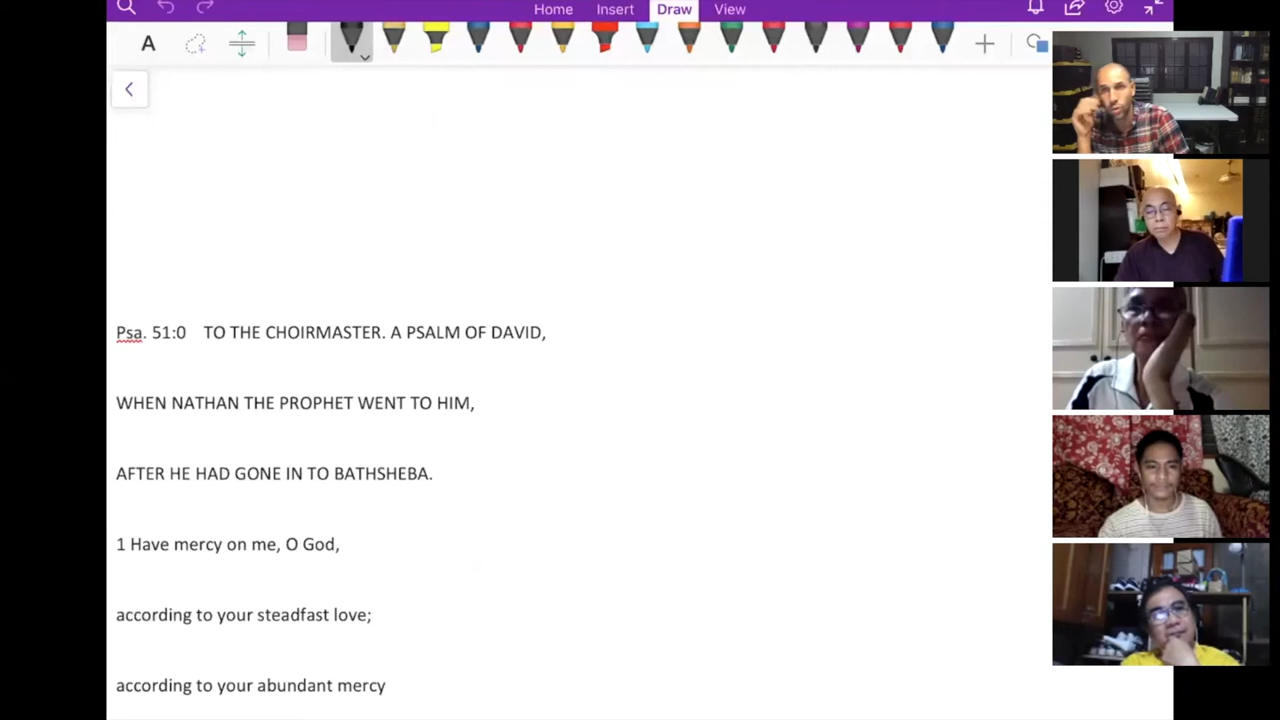 Home Insert Draw View
A
Psa. 51:0 TO THE CHOIRMASTER. A PSALM OF DAVID,
WHEN NATHAN THE PROPHET WENT TO HIM,
AFTER HE HAD GONE IN TO BATHSHEBA.
1 Have mercy on me, O God,
according to your steadfast love;
according to your abundant mercy